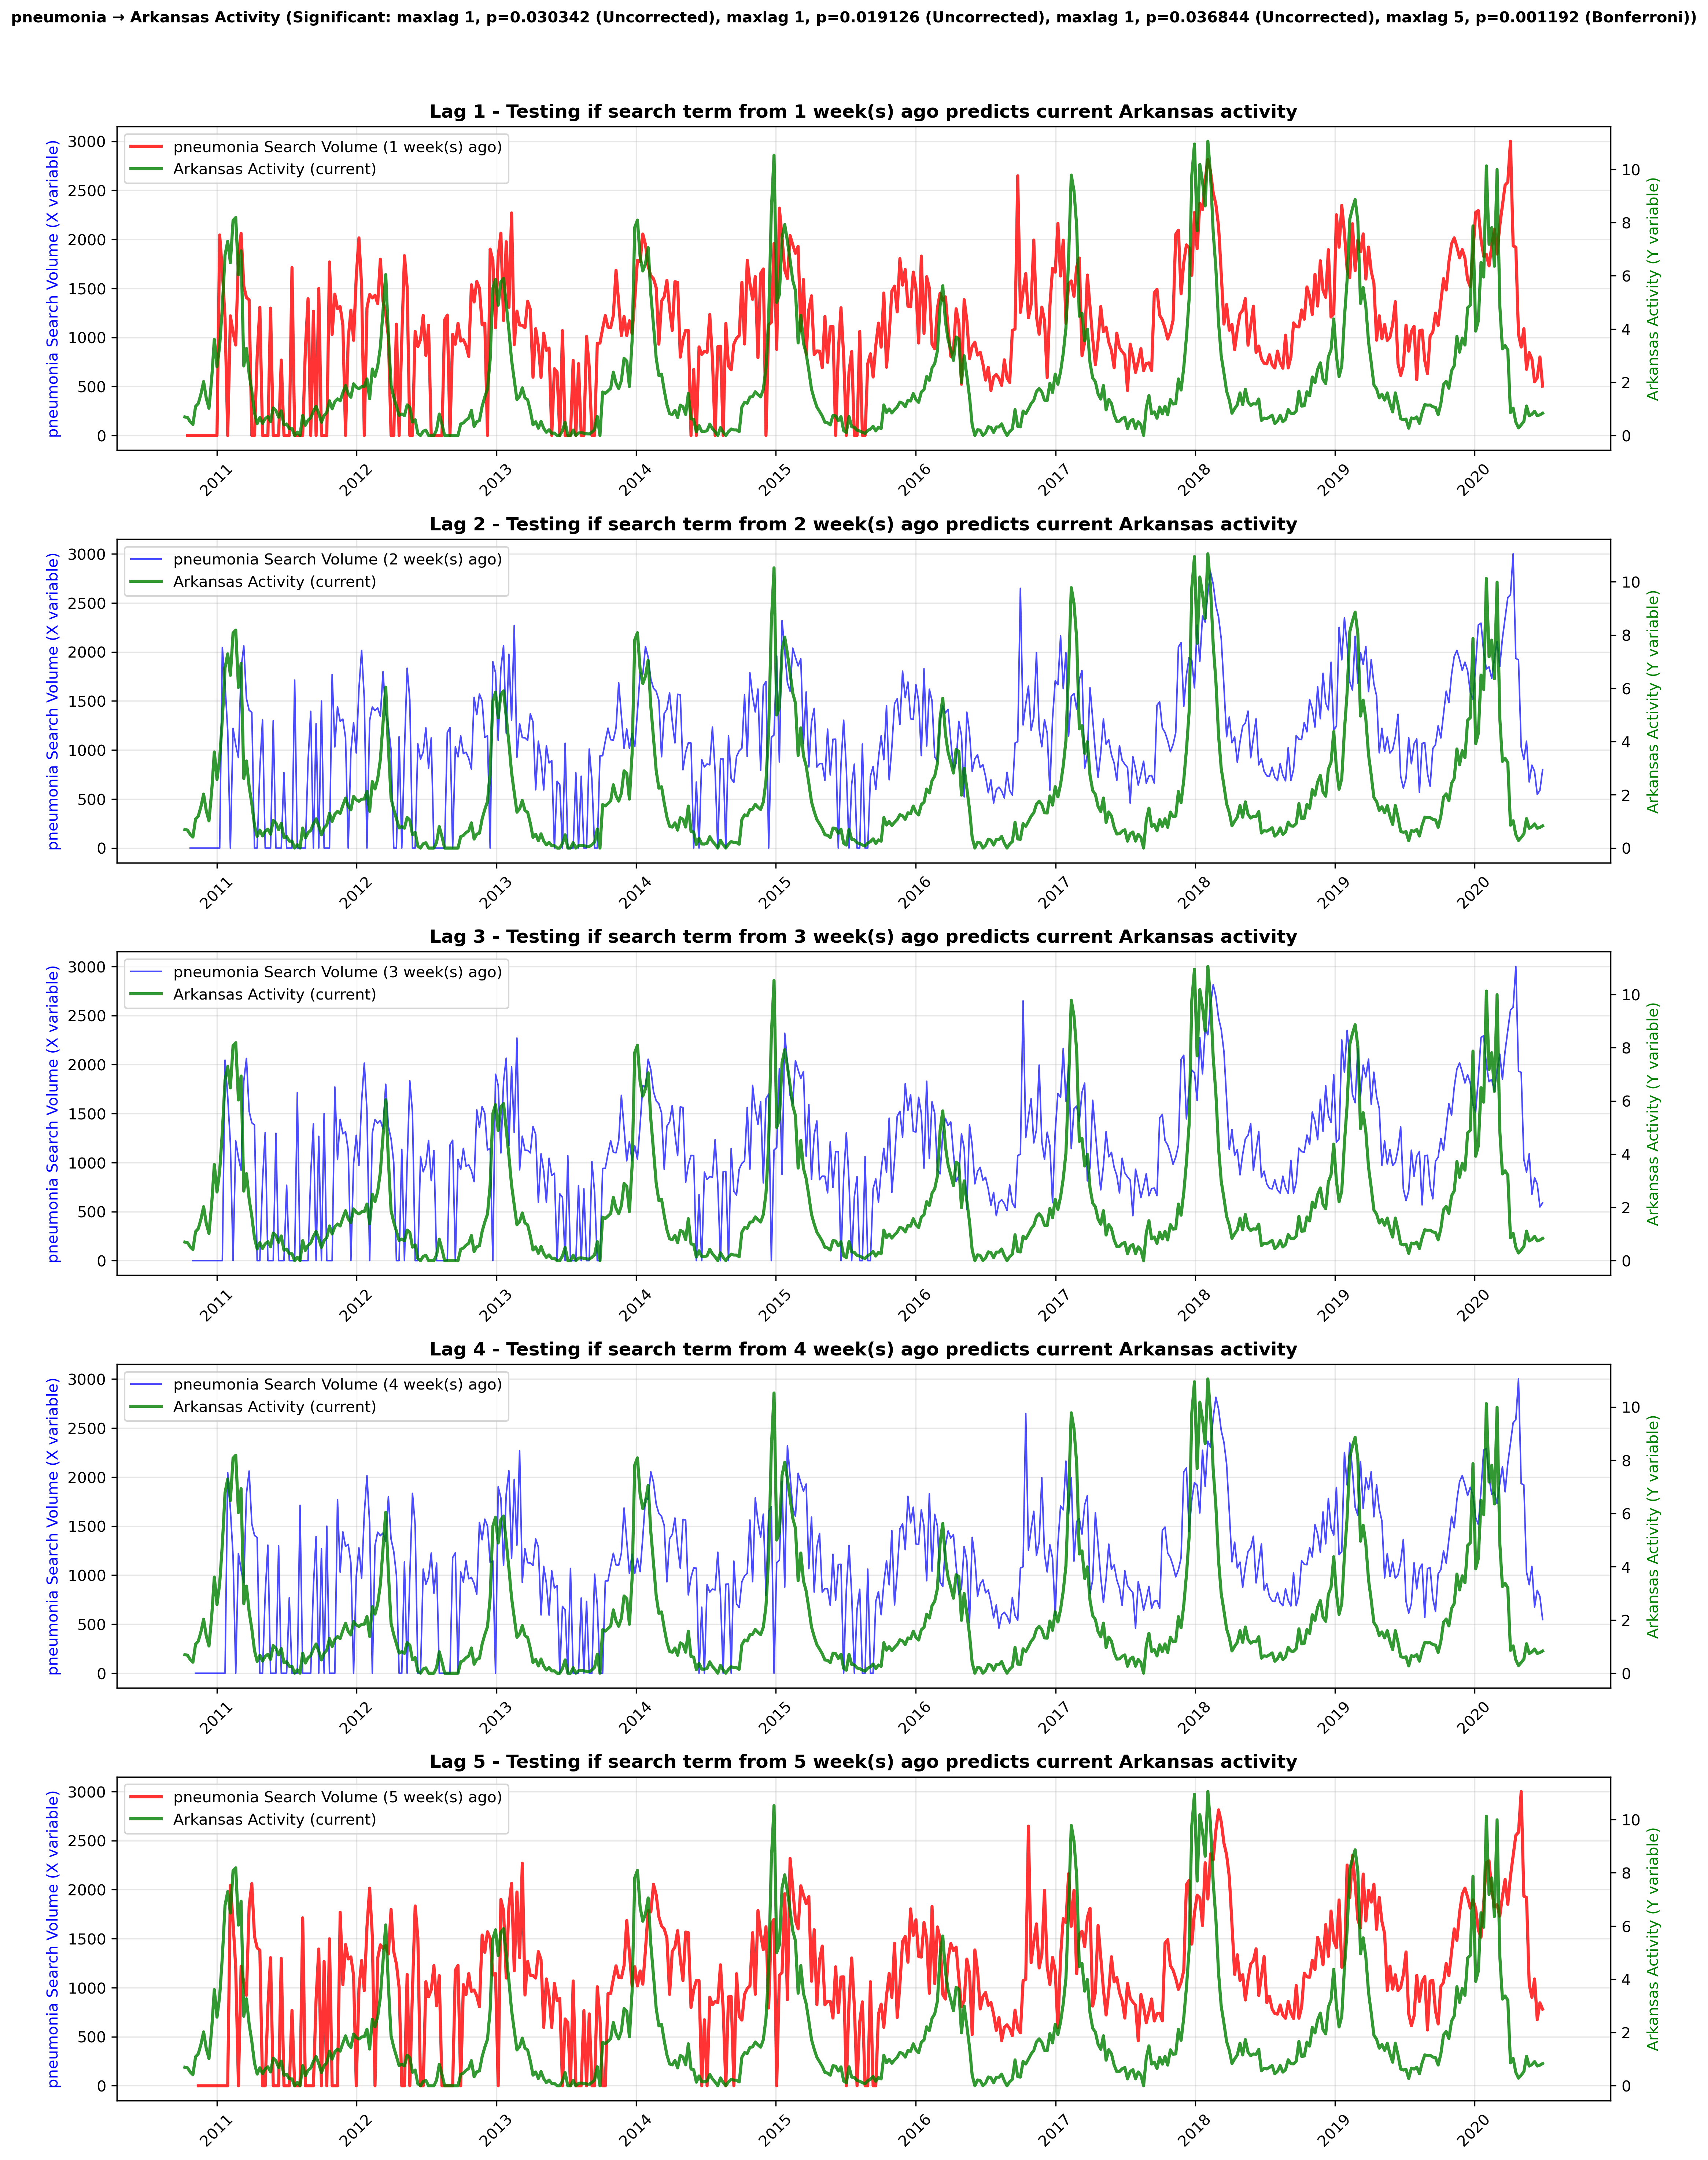 pneumonia → Arkansas Activity (Significant: maxlag 1, p=0.030342 (Uncorrected), maxlag 1, p=0.019126 (Uncorrected), maxlag 1, p=0.036844 (Uncorrected), maxlag 5, p=0.001192 (Bonferroni))
Lag 1 - Testing if search term from 1 week(s) ago predicts current Arkansas activity
pneumonia Search Volume (1 week(s) ago)
Arkansas Activity (current)
pneumonia Search Volume (X variable)
3000
2500
2000
1500
1000
500
0
Arkansas Activity (Y variable)
10
8
6
4
2
0
2011 2012 2013 2014 2015 2016 2017 2018 2019 2020
Lag 2 - Testing if search term from 2 week(s) ago predicts current Arkansas activity
pneumonia Search Volume (2 week(s) ago)
Arkansas Activity (current)
pneumonia Search Volume (X variable)
3000
2500
2000
1500
1000
500
0
Arkansas Activity (Y variable)
10
8
6
4
2
0
2011 2012 2013 2014 2015 2016 2017 2018 2019 2020
Lag 3 - Testing if search term from 3 week(s) ago predicts current Arkansas activity
pneumonia Search Volume (3 week(s) ago)
Arkansas Activity (current)
pneumonia Search Volume (X variable)
3000
2500
2000
1500
1000
500
0
Arkansas Activity (Y variable)
10
8
6
4
2
0
2011 2012 2013 2014 2015 2016 2017 2018 2019 2020
Lag 4 - Testing if search term from 4 week(s) ago predicts current Arkansas activity
pneumonia Search Volume (4 week(s) ago)
Arkansas Activity (current)
pneumonia Search Volume (X variable)
3000
2500
2000
1500
1000
500
0
Arkansas Activity (Y variable)
10
8
6
4
2
0
2011 2012 2013 2014 2015 2016 2017 2018 2019 2020
Lag 5 - Testing if search term from 5 week(s) ago predicts current Arkansas activity
pneumonia Search Volume (5 week(s) ago)
Arkansas Activity (current)
pneumonia Search Volume (X variable)
3000
2500
2000
1500
1000
500
0
Arkansas Activity (Y variable)
10
8
6
4
2
0
2011 2012 2013 2014 2015 2016 2017 2018 2019 2020